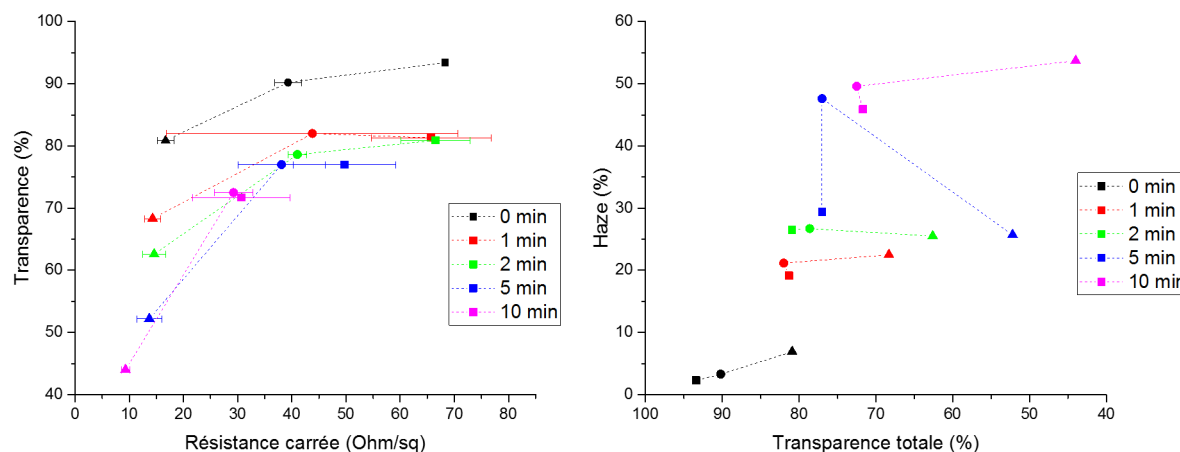 100
90
80
70
60
50
40
Transparence (%)
0 10 20 30 40 50 60 70 80
Résistance carrée (Ohm/sq)
0 min
1 min
2 min
5 min
10 min
60
50
40
30
20
10
0
Haze (%)
100 90 80 70 60 50 40
Transparence totale (%)
0 min
1 min
2 min
5 min
10 min